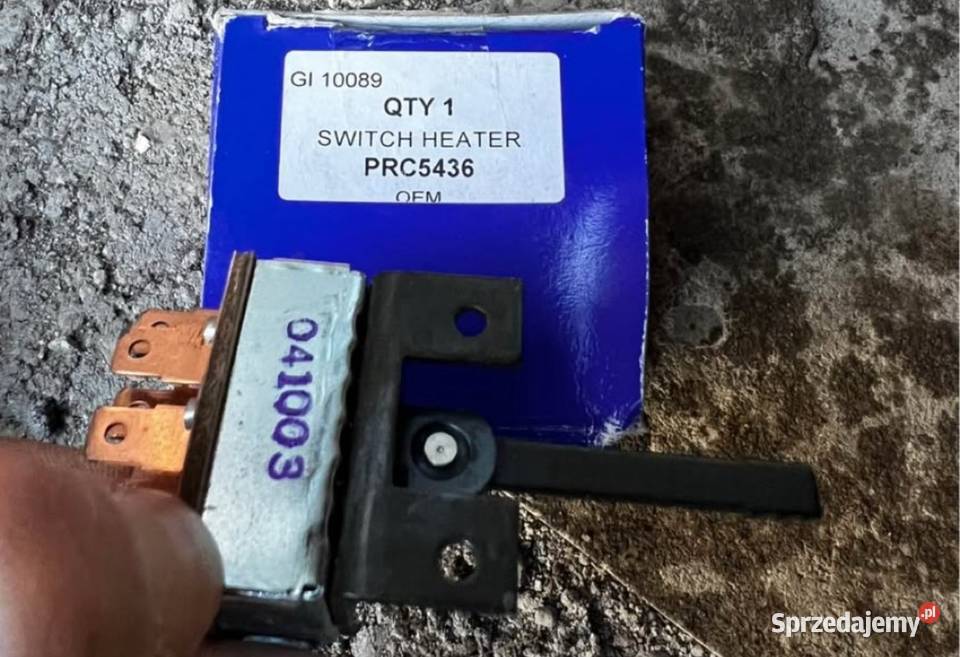 GI 10089
QTY 1
SWITCH HEATER
PRC5436
OEM
041003
Sprzedajemy.pl